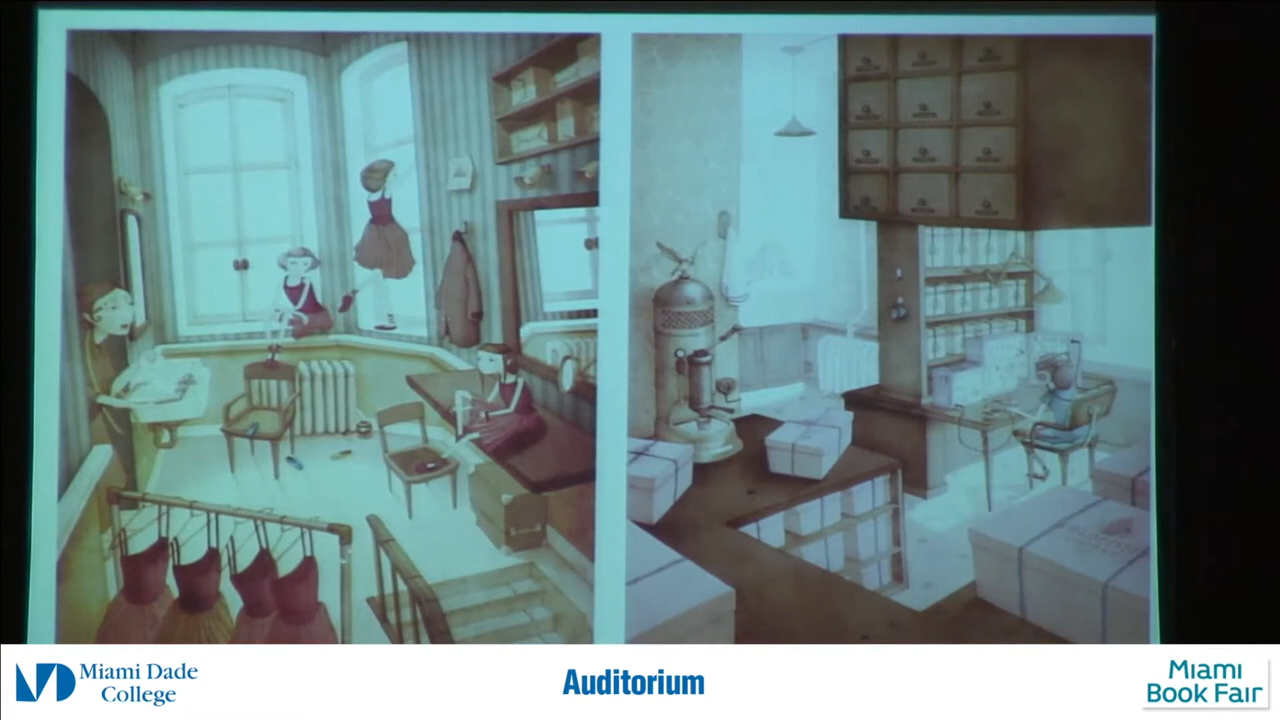 Miami Dade
College
Auditorium
Miami
Book Fair